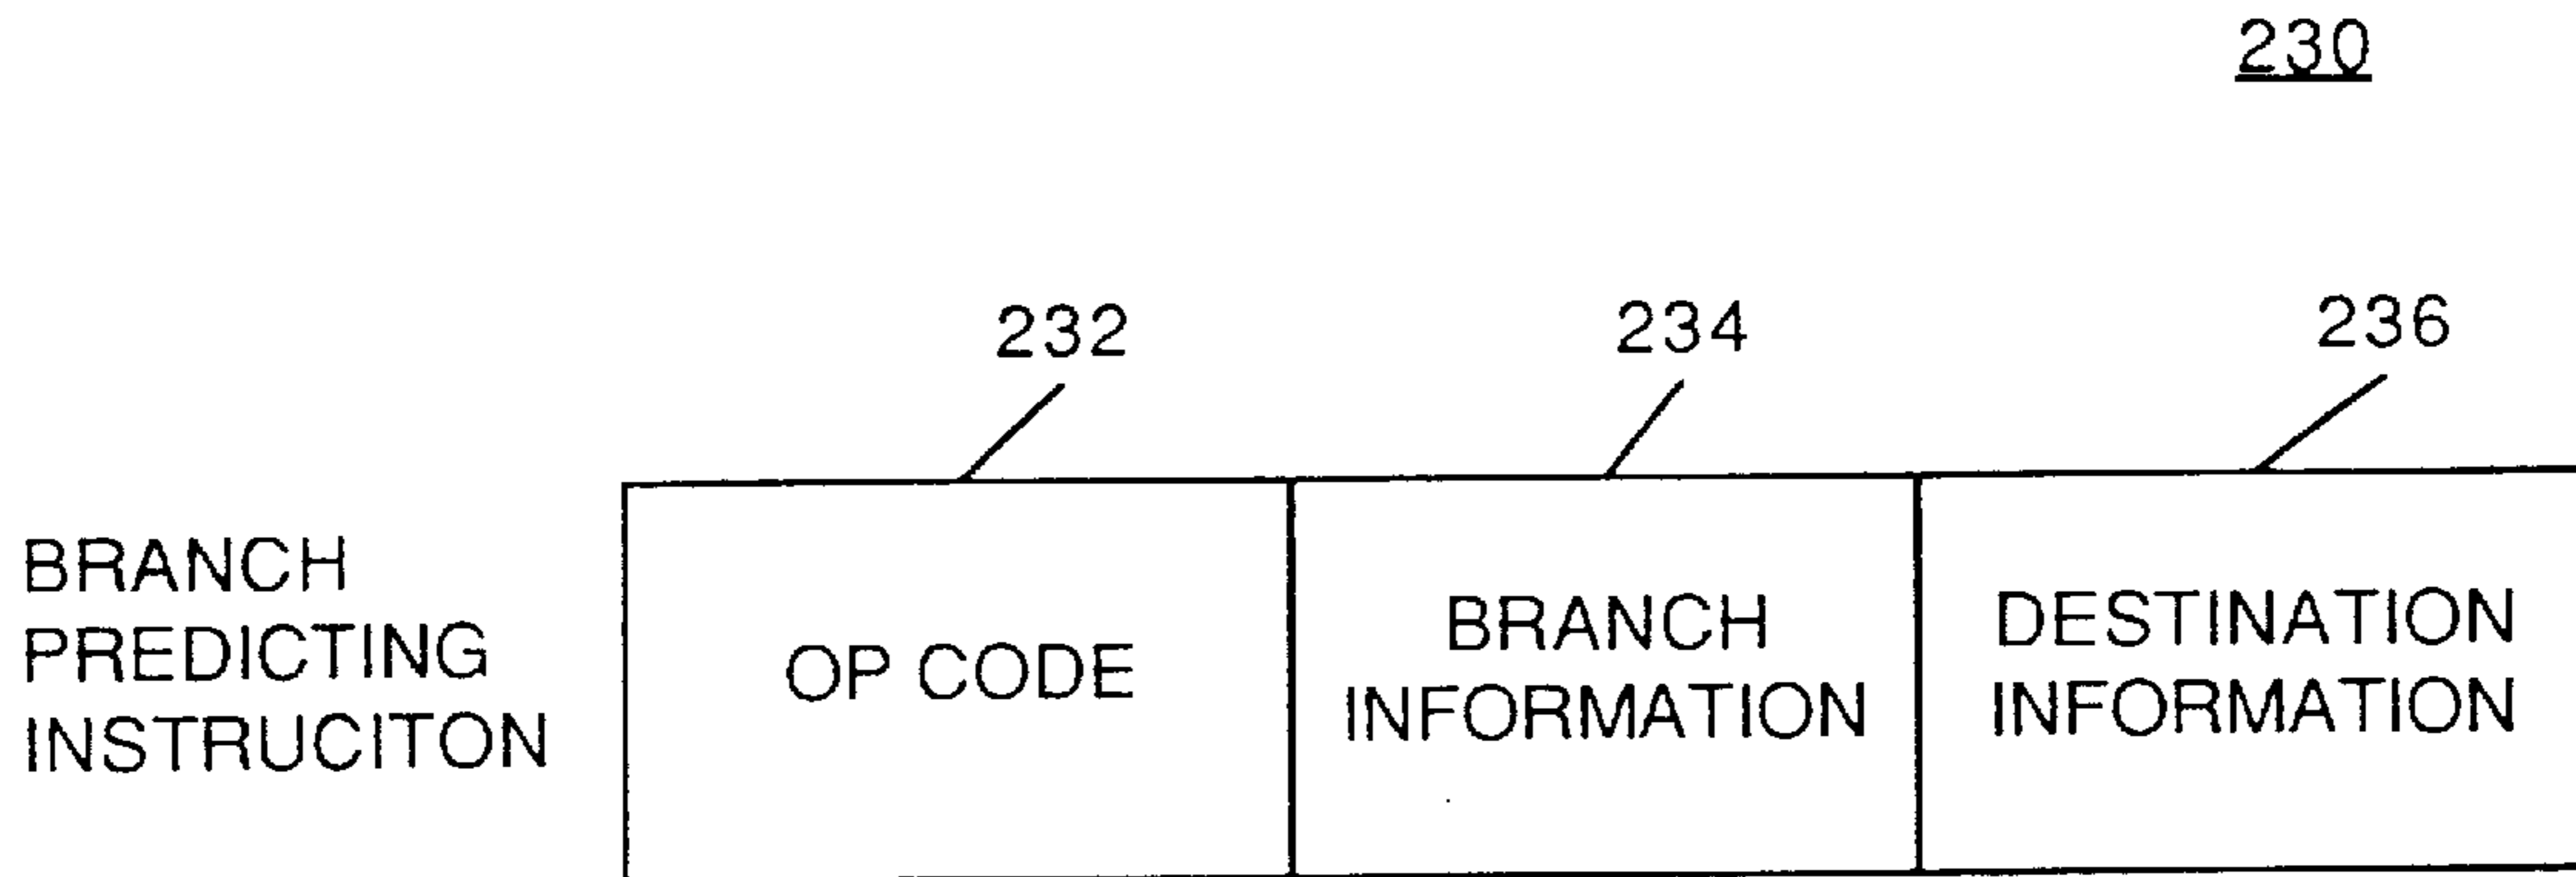 230
232
234
236
BRANCH
PREDICTING
INSTRUCITON
OP CODE
BRANCH
INFORMATION
DESTINATION
INFORMATION